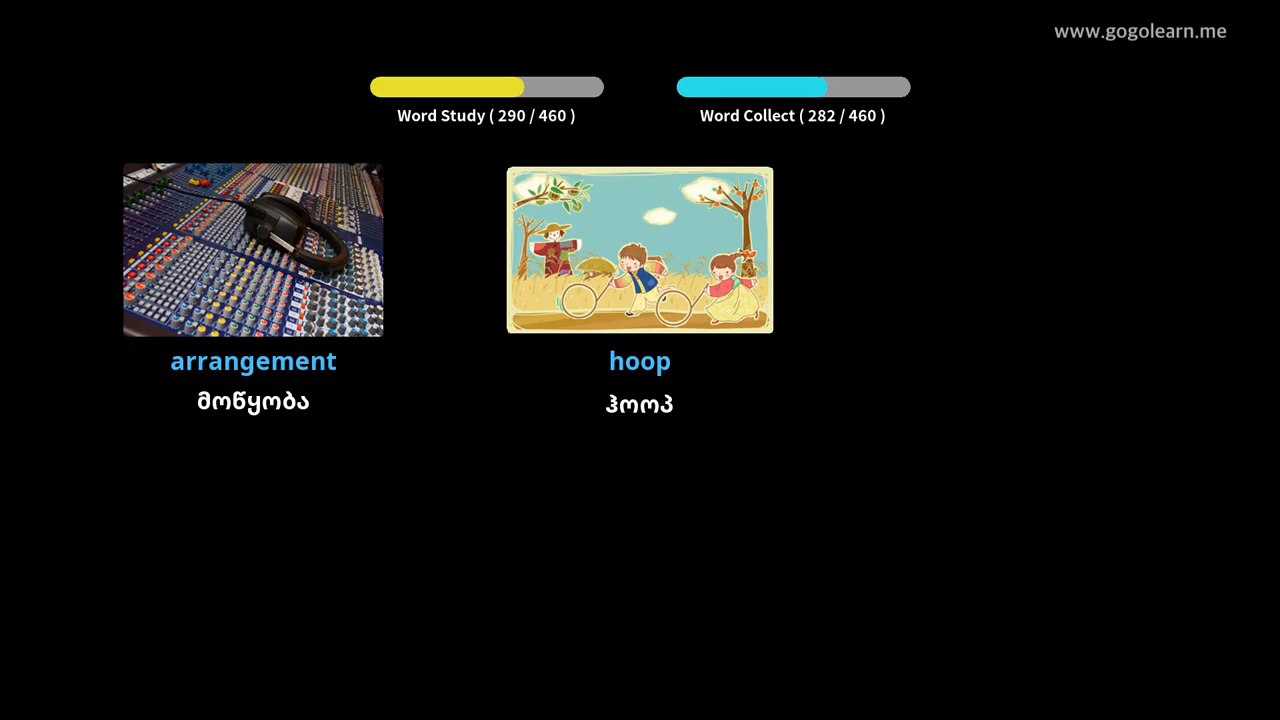 www.gogolearn.me
Word Study ( 290 / 460 )
Word Collect ( 282 / 460 )
arrangement
მოწყობა
hoop
ჰოოპ